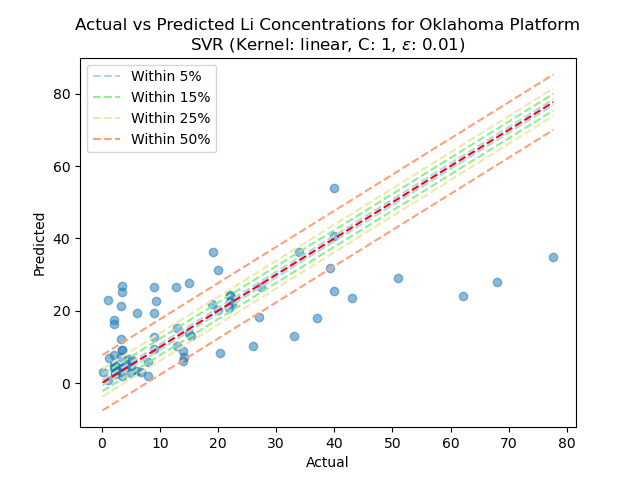 Actual vs Predicted Li Concentrations for Oklahoma Platform
SVR (Kernel: linear, C: 1, ε: 0.01)
Within 5%
Within 15%
Within 25%
Within 50%
80
60
40
20
0
Predicted
0 10 20 30 40 50 60 70 80
Actual